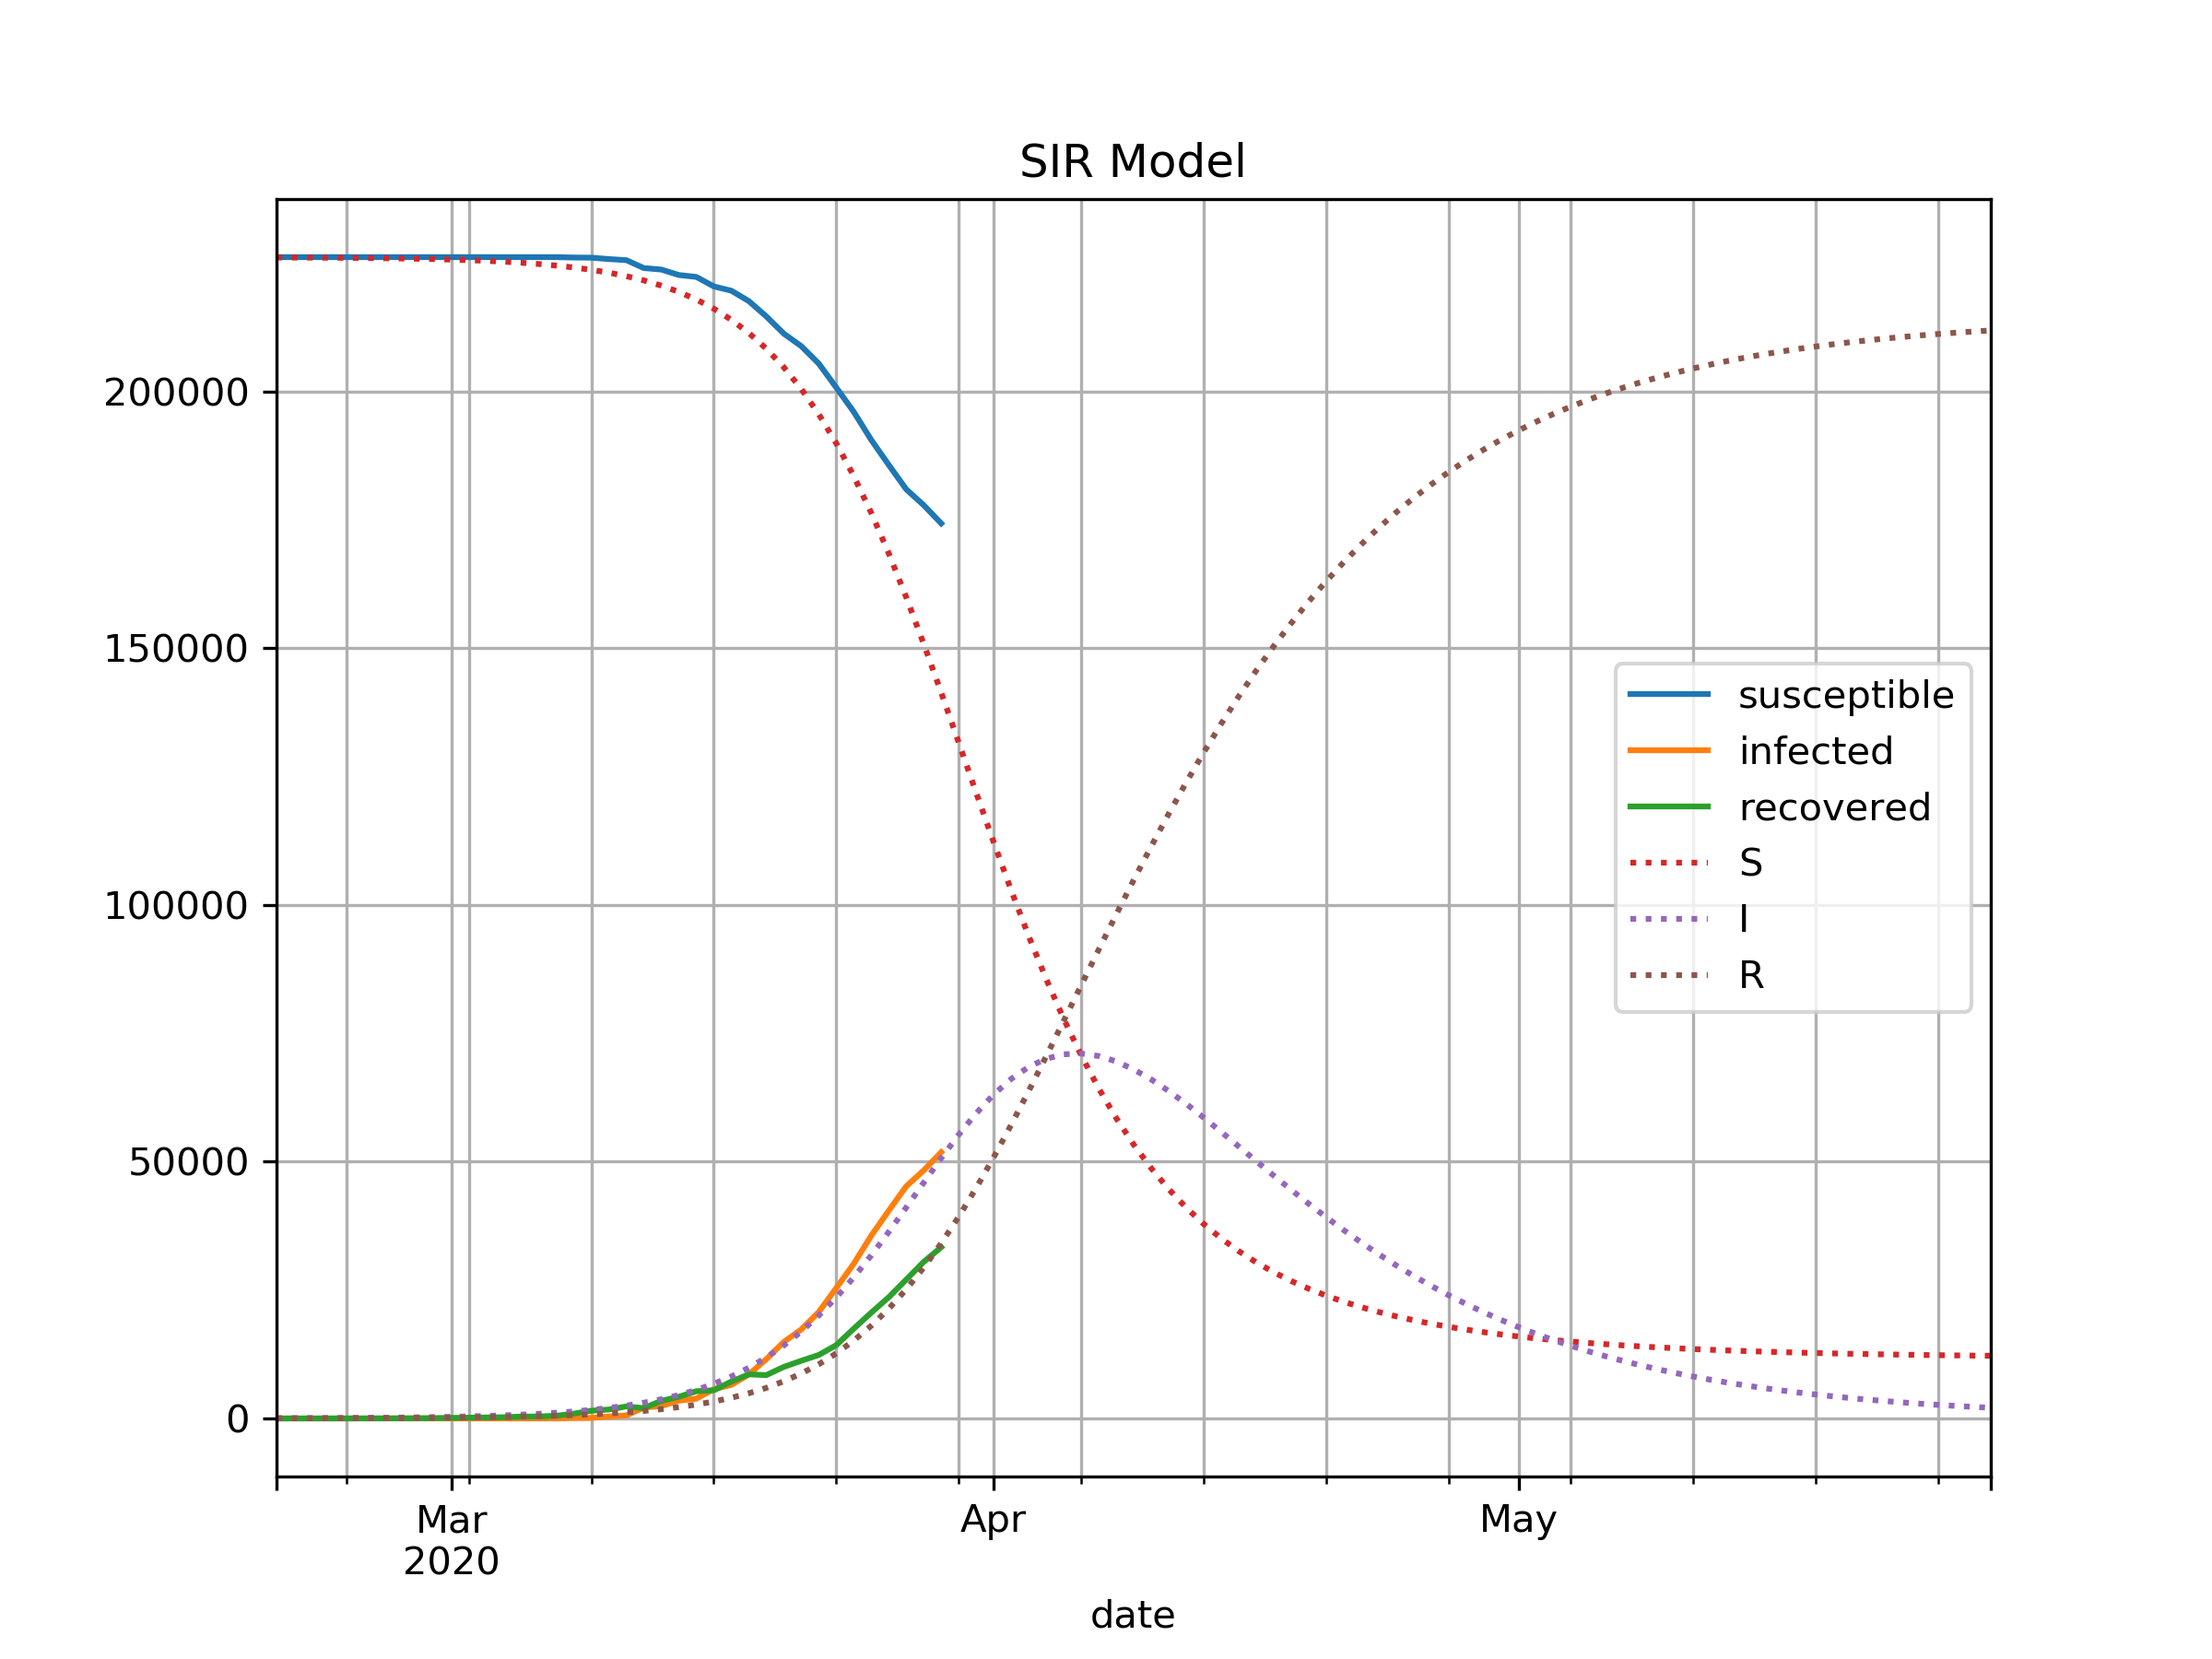 SIR Model
200000
150000
100000
50000
0
susceptible
infected
recovered
S
I
R
Mar
2020
Apr
May
date